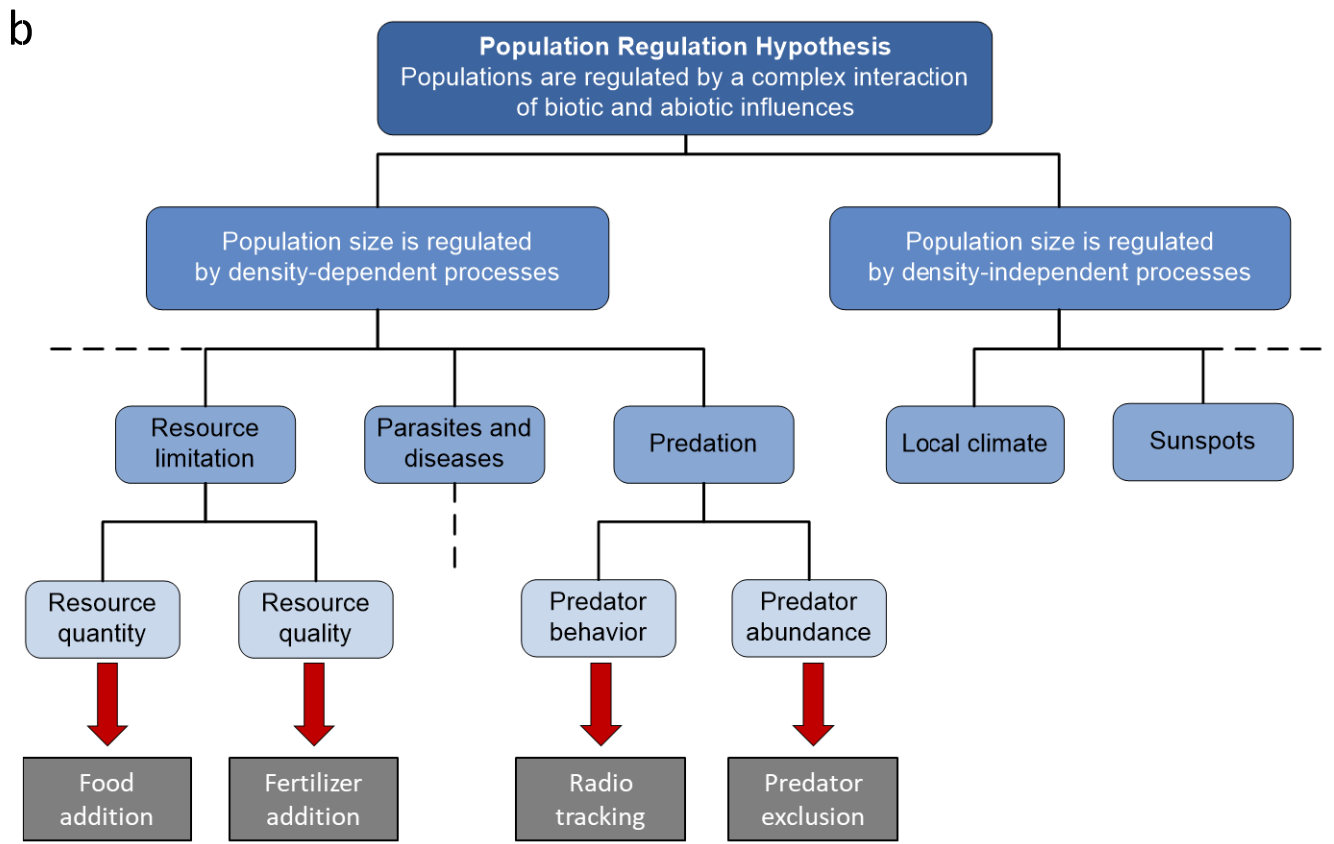 b
Population Regulation Hypothesis
Populations are regulated by a complex interaction
of biotic and abiotic influences
Population size is regulated
by density-dependent processes
Population size is regulated
by density-independent processes
Resource
limitation
Parasites and
diseases
Predation
Local climate
Sunspots
Resource
quantity
Resource
quality
Predator
behavior
Predator
abundance
Food
addition
Fertilizer
addition
Radio
tracking
Predator
exclusion